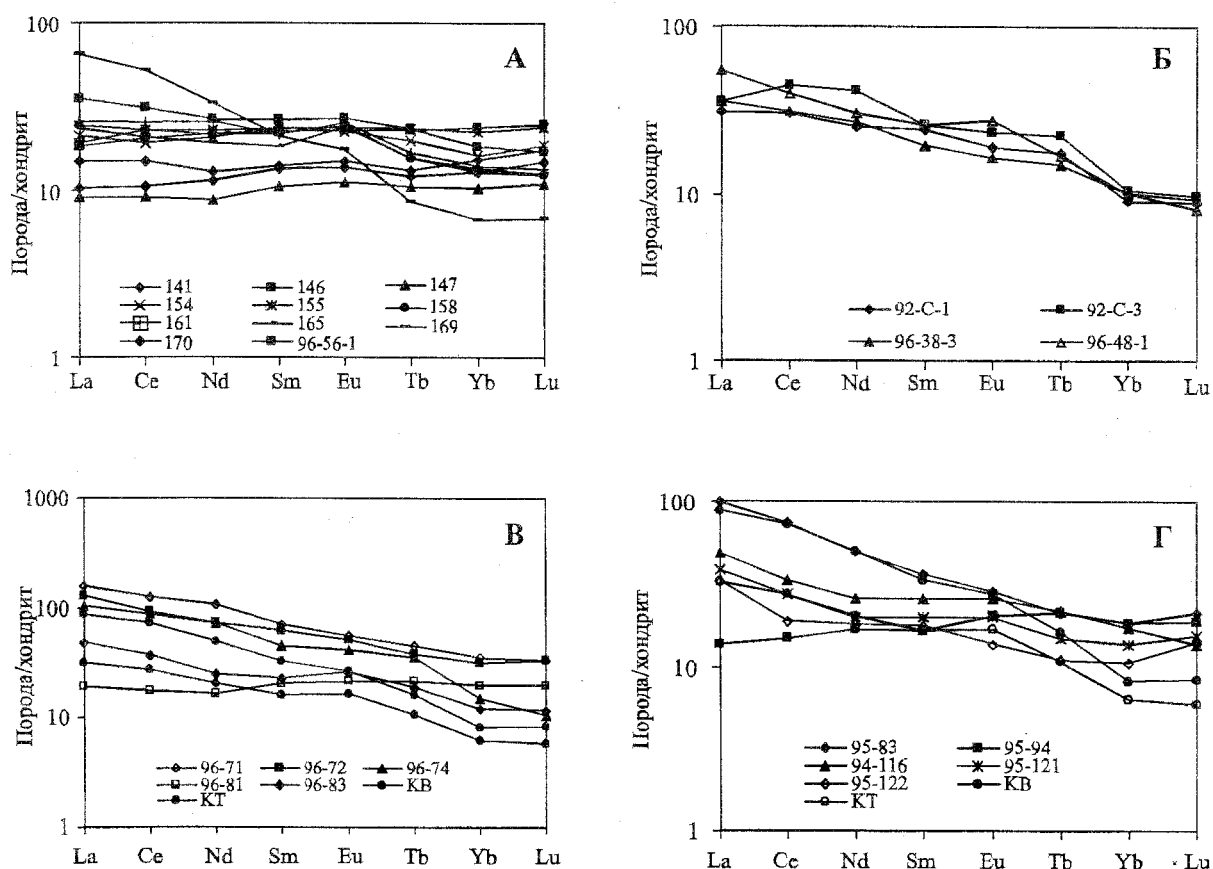 100
10
1
Порода/хондрит
А
La Ce Nd Sm Eu Tb Yb Lu
141 146 147
154 155 158
161 165 169
170 96-56-1
100
10
1
Порода/хондрит
Б
La Ce Nd Sm Eu Tb Yb Lu
92-С-1 92-С-3
96-38-3 96-48-1
1000
100
10
1
Порода/хондрит
В
La Ce Nd Sm Eu Tb Yb Lu
96-71 96-72 96-74
96-81 96-83 КВ
КТ
100
10
1
Порода/хондрит
Г
La Ce Nd Sm Eu Tb Yb Lu
95-83 95-94
94-116 95-121
95-122 КВ
КТ